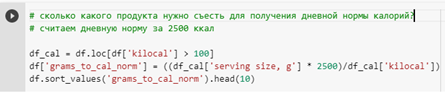 # сколько какого продукта нужно съесть для получения дневной нормы калорий?
# считаем дневную норму за 2500 ккал
df_cal = df.loc[df['kilocal'] > 100]
df['grams_to_cal_norm'] = ((df_cal['serving size, g'] * 2500)/df_cal['kilocal'])
df.sort_values('grams_to_cal_norm').head(10)